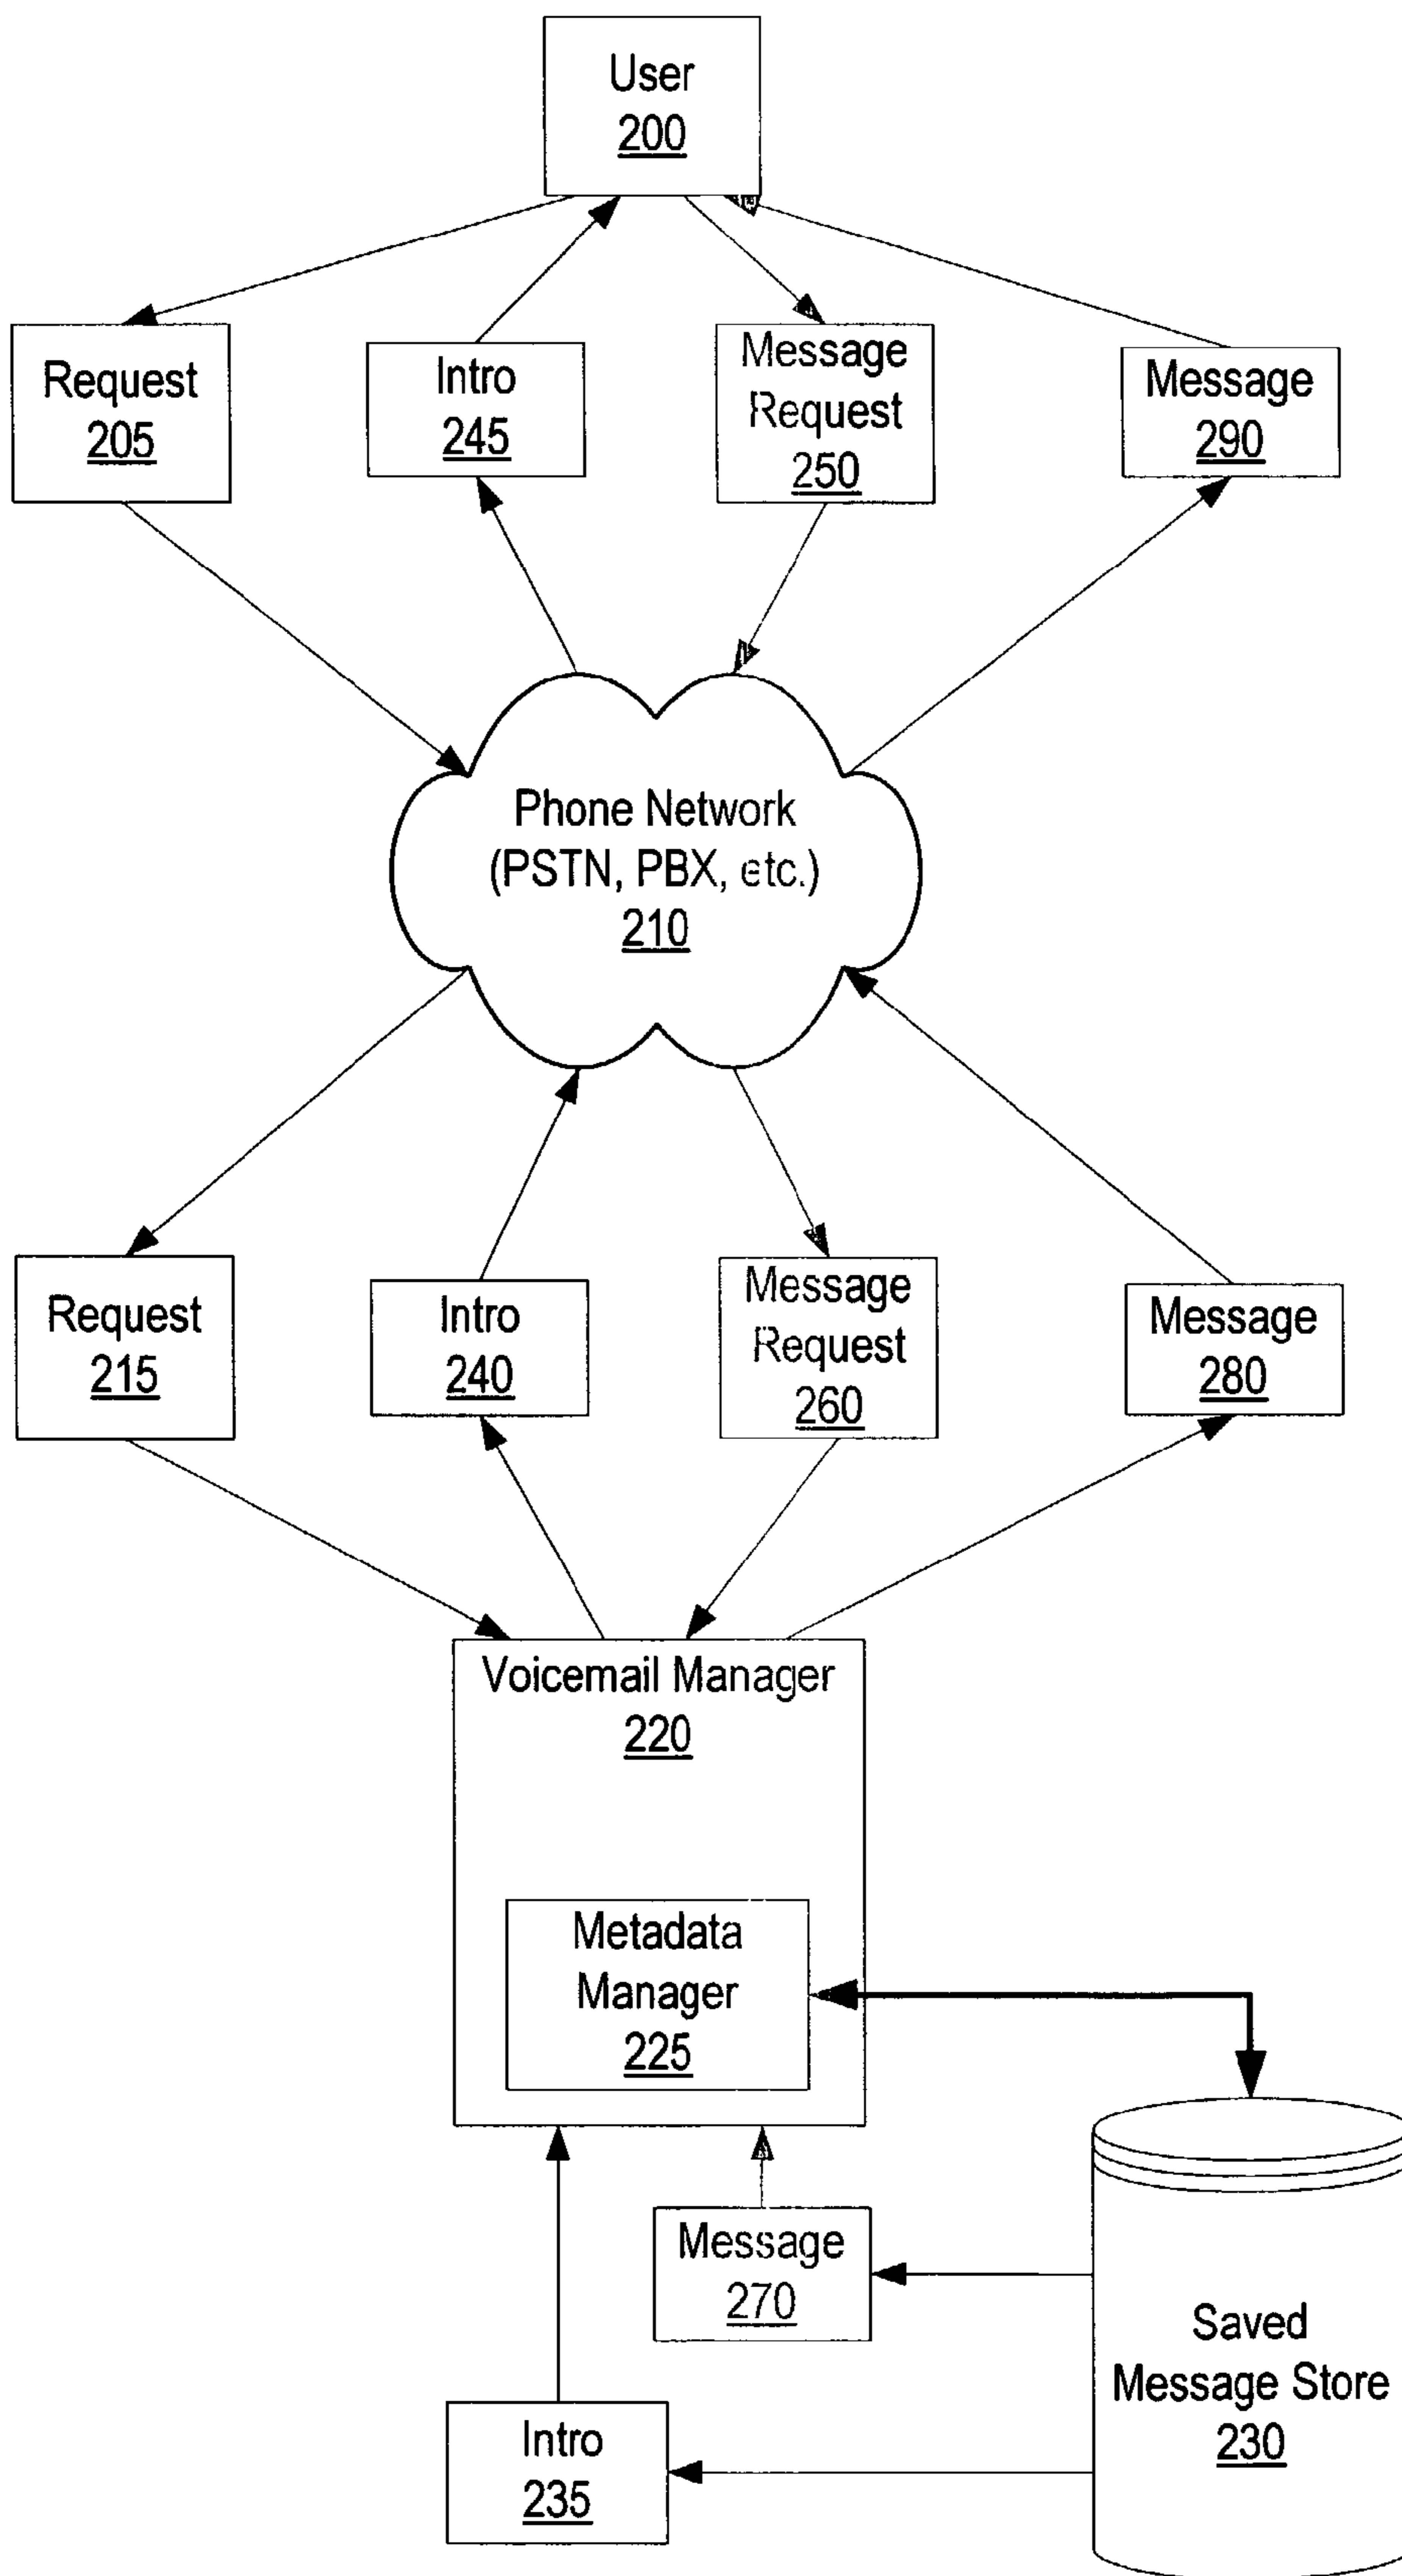 User
200
Request
205
Intro
245
Message
Request
250
Message
290
Phone Network
(PSTN, PBX, etc.)
210
Request
215
Intro
240
Message
Request
260
Message
280
Voicemail Manager
220
Metadata
Manager
225
Message
270
Saved
Message Store
230
Intro
235